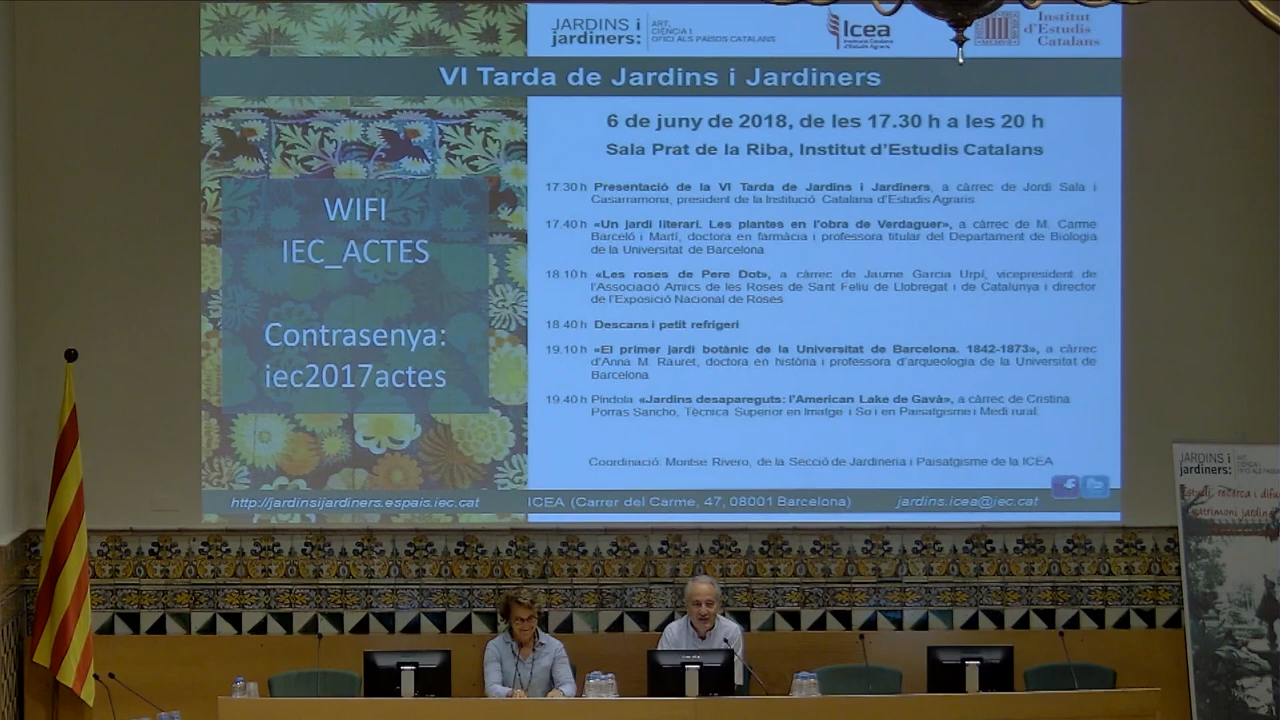 JARDINS i
jardiners:
ART,
CIÈNCIA I
OFICI ALS PAÏSOS CATALANS
Icea
Institució Catalana
d'Estudis Agraris
Institut
d'Estudis
Catalans
VI Tarda de Jardins i Jardiners
WIFI
IEC_ACTES
Contrasenya:
iec2017actes
6 de juny de 2018, de les 17.30 h a les 20 h
Sala Prat de la Riba, Institut d'Estudis Catalans
17.30 h Presentació de la VI Tarda de Jardins i Jardiners, a càrrec de Jordi Sala i
Casarramona, president de la Institució Catalana d'Estudis Agraris
17.40 h «Un jardí literari. Les plantes en l'obra de Verdaguer», a càrrec de M. Carme
Barceló i Martí, doctora en farmàcia i professora titular del Departament de Biologia
de la Universitat de Barcelona
18.10 h «Les roses de Pere Dot», a càrrec de Jaume Garcia Urpí, vicepresident de
l'Associació Amics de les Roses de Sant Feliu de Llobregat i de Catalunya i director
de l'Exposició Nacional de Roses
18.40 h Descans i petit refrigeri
19.10 h «El primer jardí botànic de la Universitat de Barcelona. 1842-1873», a càrrec
d'Anna M. Rauret, doctora en història i professora d'arqueologia de la Universitat de
Barcelona
19.40 h Píndola «Jardins desapareguts: l'American Lake de Gavà», a càrrec de Cristina
Porras Sancho, Tècnica Superior en Imatge i So i en Paisatgisme i Medi rural.
Coordinació: Montse Rivero, de la Secció de Jardineria i Paisatgisme de la ICEA
http://jardinsijardiners.espais.iec.cat
ICEA (Carrer del Carme, 47, 08001 Barcelona)
jardins.icea@iec.cat
JARDINS i
jardiners:
Estudi, recerca i difu
patrimoni jardin